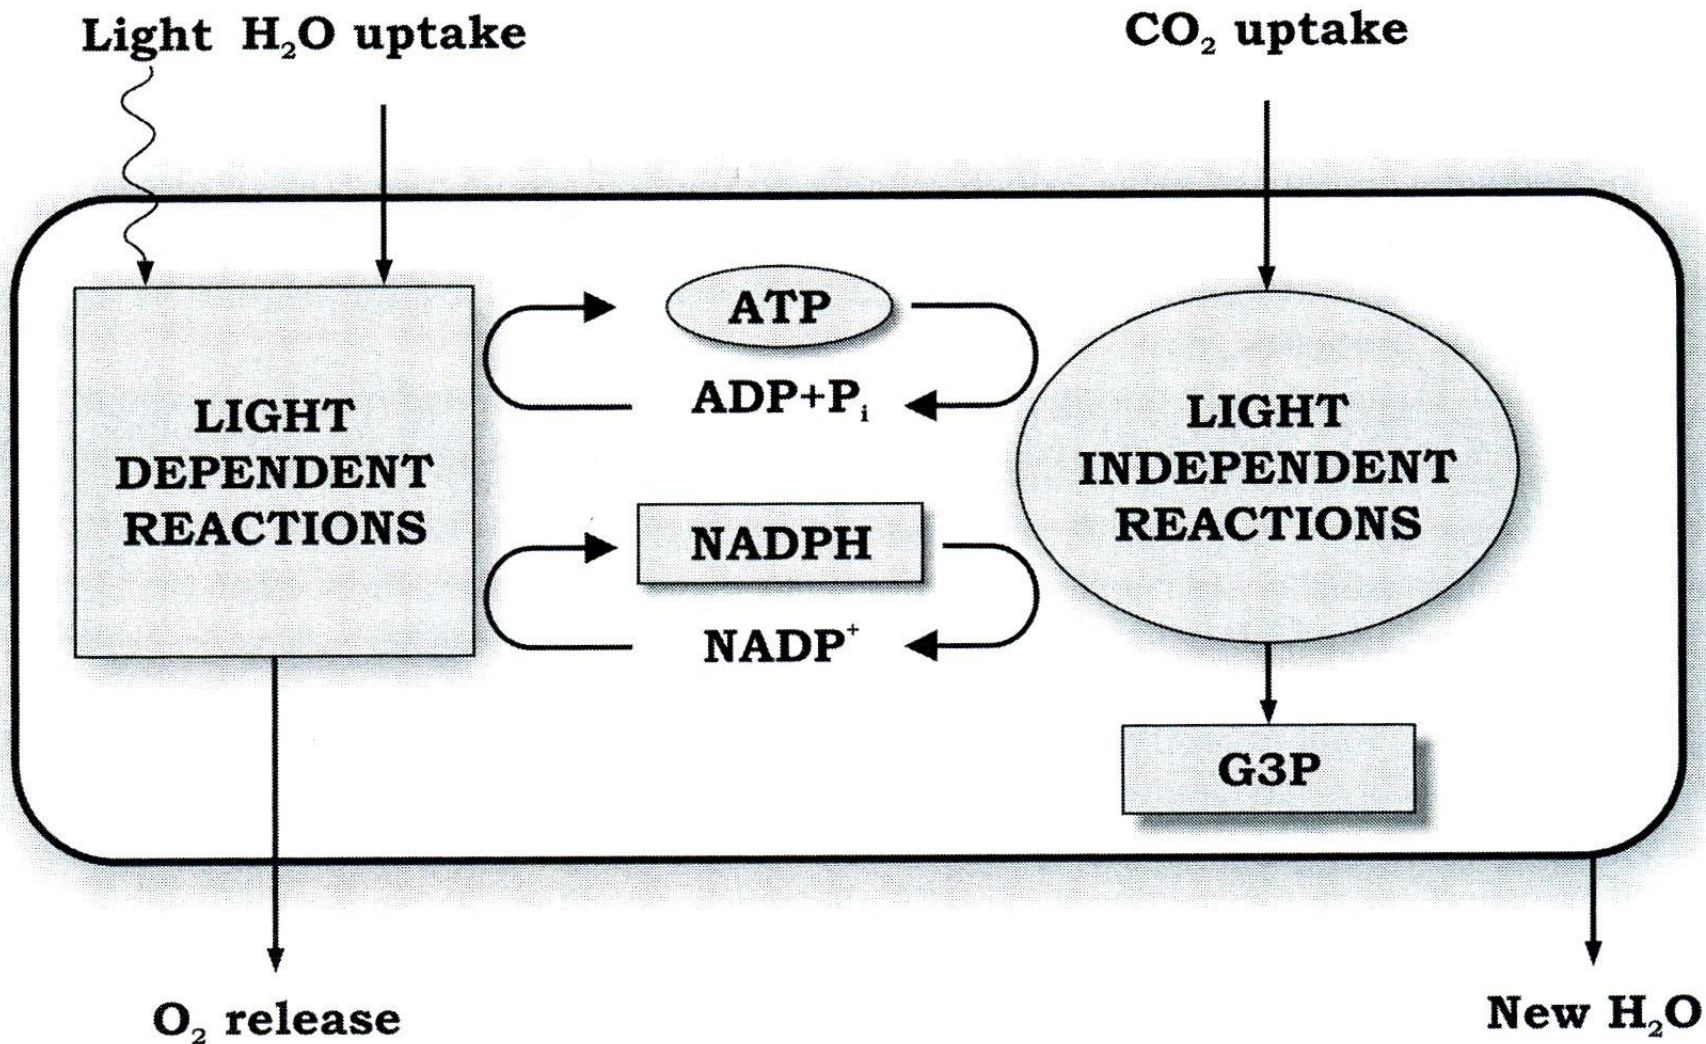 Light H₂O uptake
CO₂ uptake
LIGHT
DEPENDENT
REACTIONS
ATP
ADP+Pᵢ
NADPH
NADP⁺
LIGHT
INDEPENDENT
REACTIONS
G3P
O₂ release
New H₂O